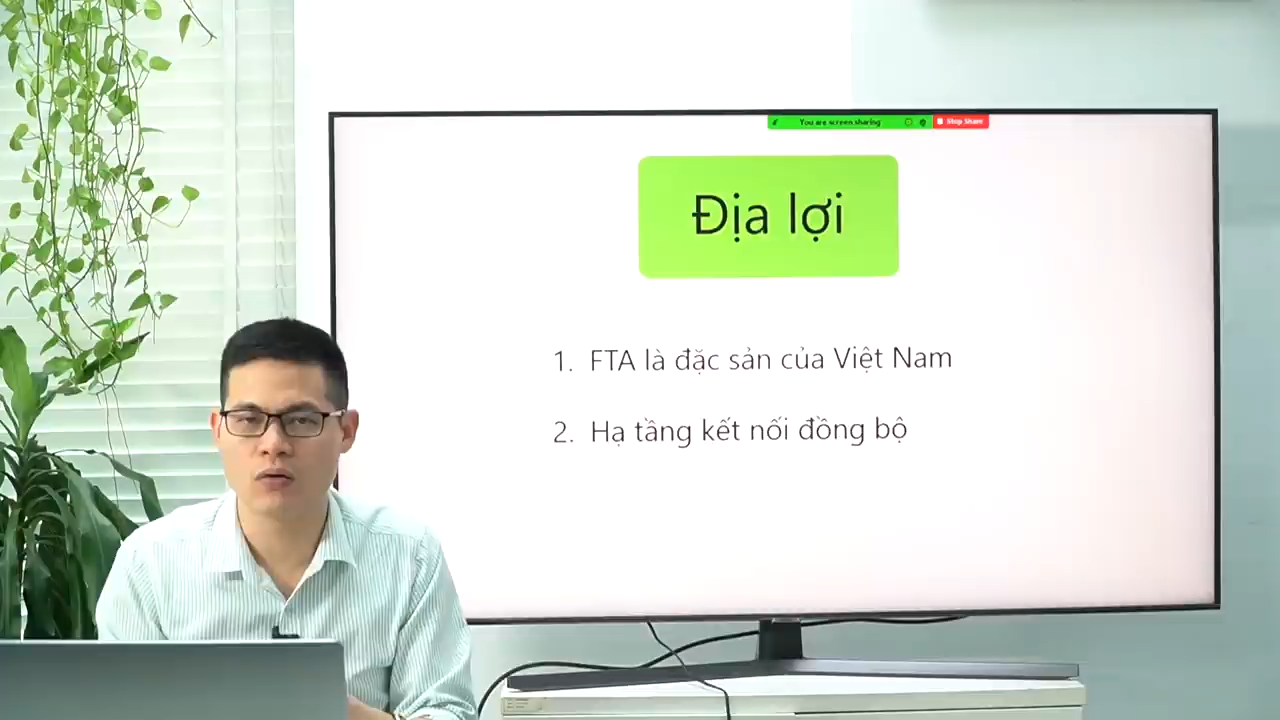 You are screen sharing
Stop Share
Địa lợi
1. FTA là đặc sản của Việt Nam
2. Hạ tầng kết nối đồng bộ